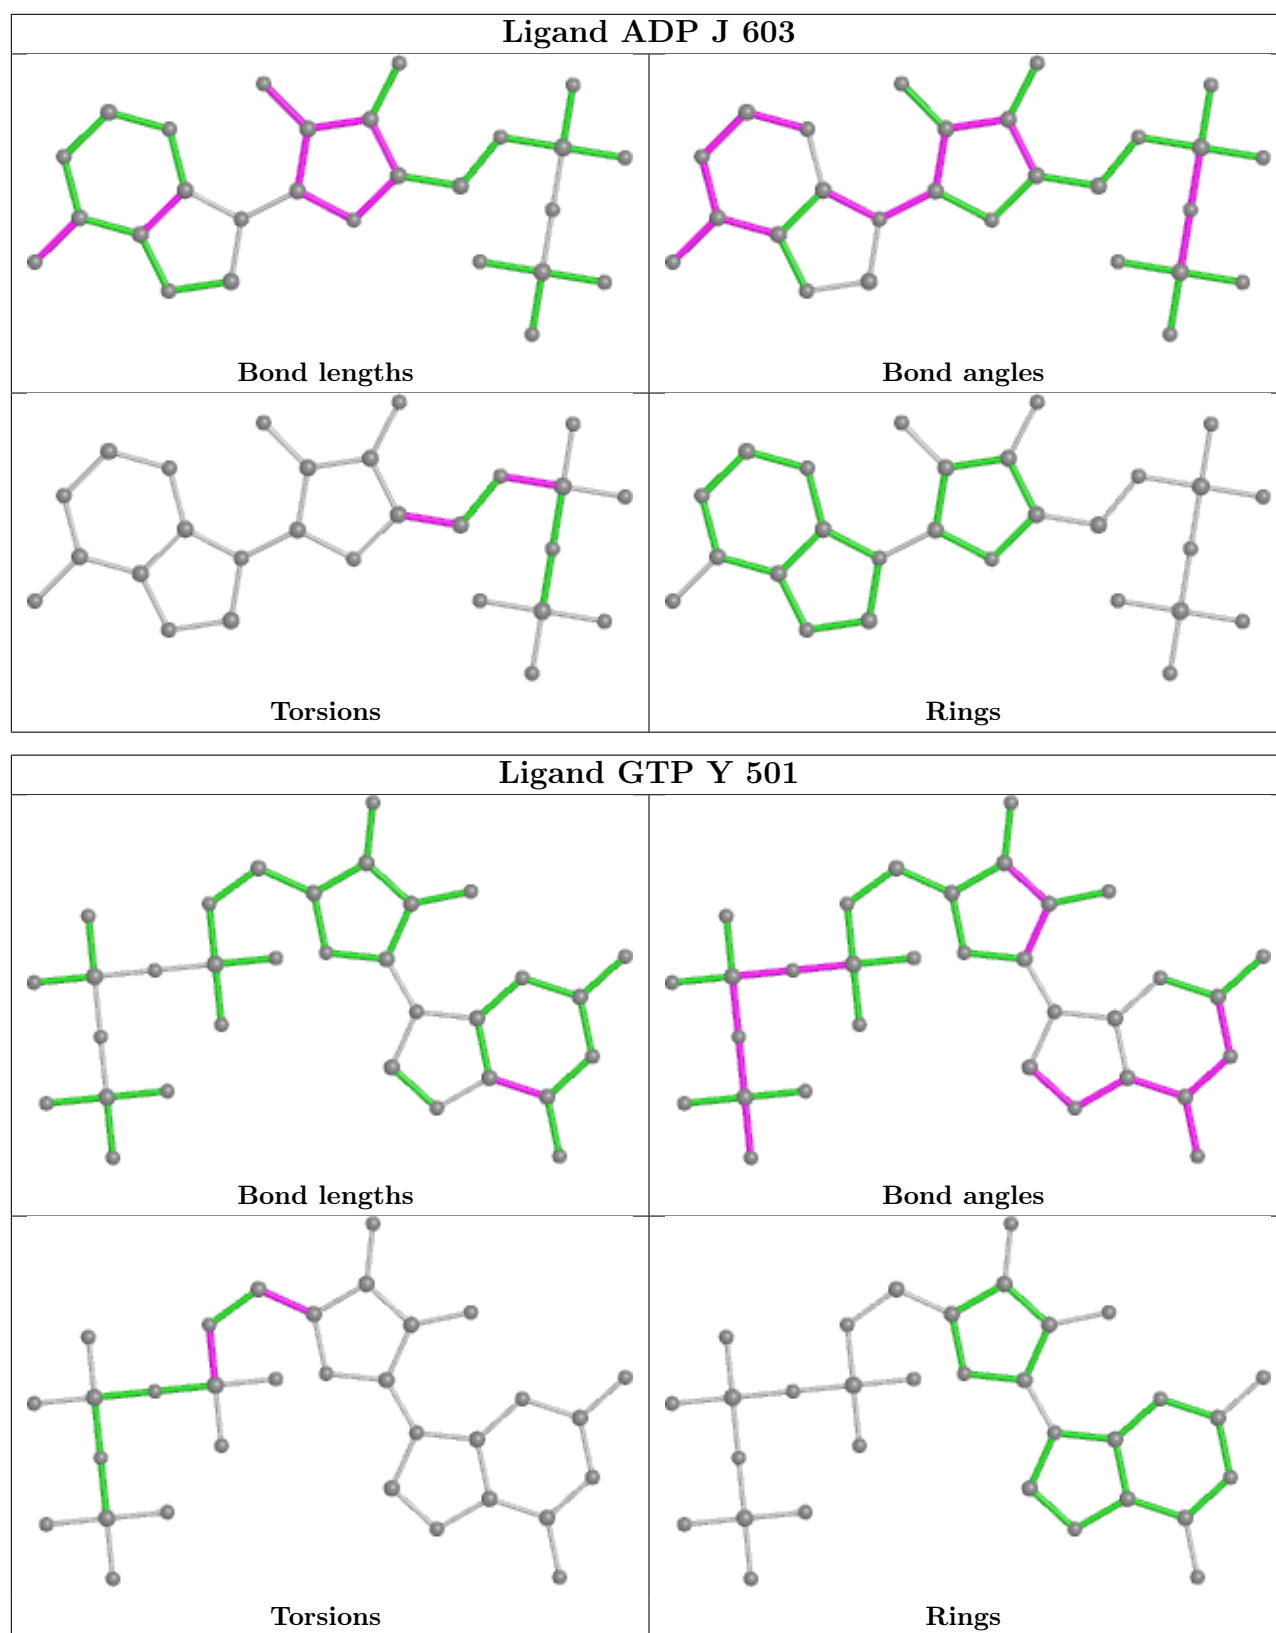 Ligand ADP J 603
Bond lengths
Bond angles
Torsions
Rings
Ligand GTP Y 501
Bond lengths
Bond angles
Torsions
Rings